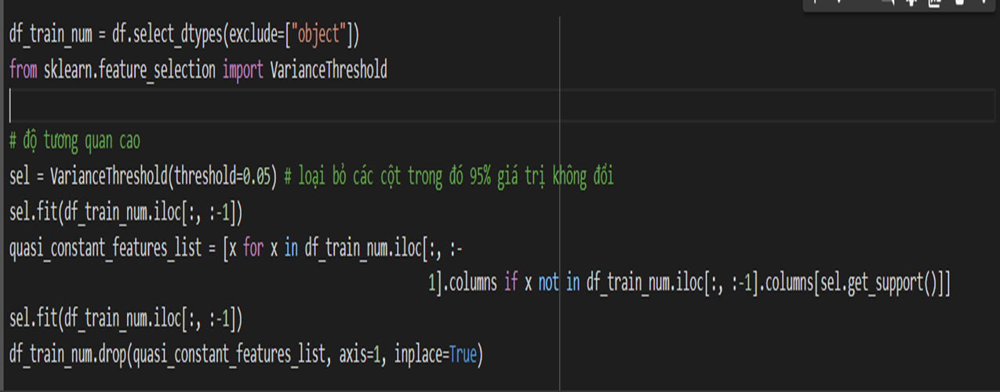 df_train_num = df.select_dtypes(exclude=["object"])
from sklearn.feature_selection import VarianceThreshold
# độ tương quan cao
sel = VarianceThreshold(threshold=0.05) # loại bỏ các cột trong đó 95% giá trị không đổi
sel.fit(df_train_num.iloc[:, :-1])
quasi_constant_features_list = [x for x in df_train_num.iloc[:, :-
1].columns if x not in df_train_num.iloc[:, :-1].columns[sel.get_support()]]
sel.fit(df_train_num.iloc[:, :-1])
df_train_num.drop(quasi_constant_features_list, axis=1, inplace=True)